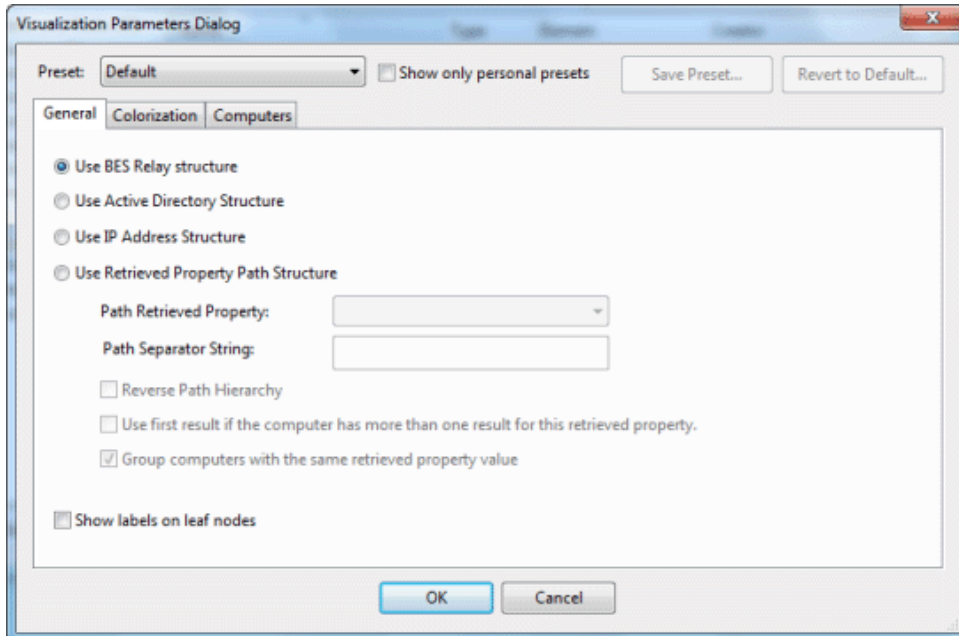 Visualization Parameters Dialog
Type Domain Creator
Preset: Default Show only personal presets Save Preset... Revert to Default...
General Colorization Computers
Use BES Relay structure
Use Active Directory Structure
Use IP Address Structure
Use Retrieved Property Path Structure
Path Retrieved Property:
Path Separator String:
Reverse Path Hierarchy
Use first result if the computer has more than one result for this retrieved property.
Group computers with the same retrieved property value
Show labels on leaf nodes
OK Cancel